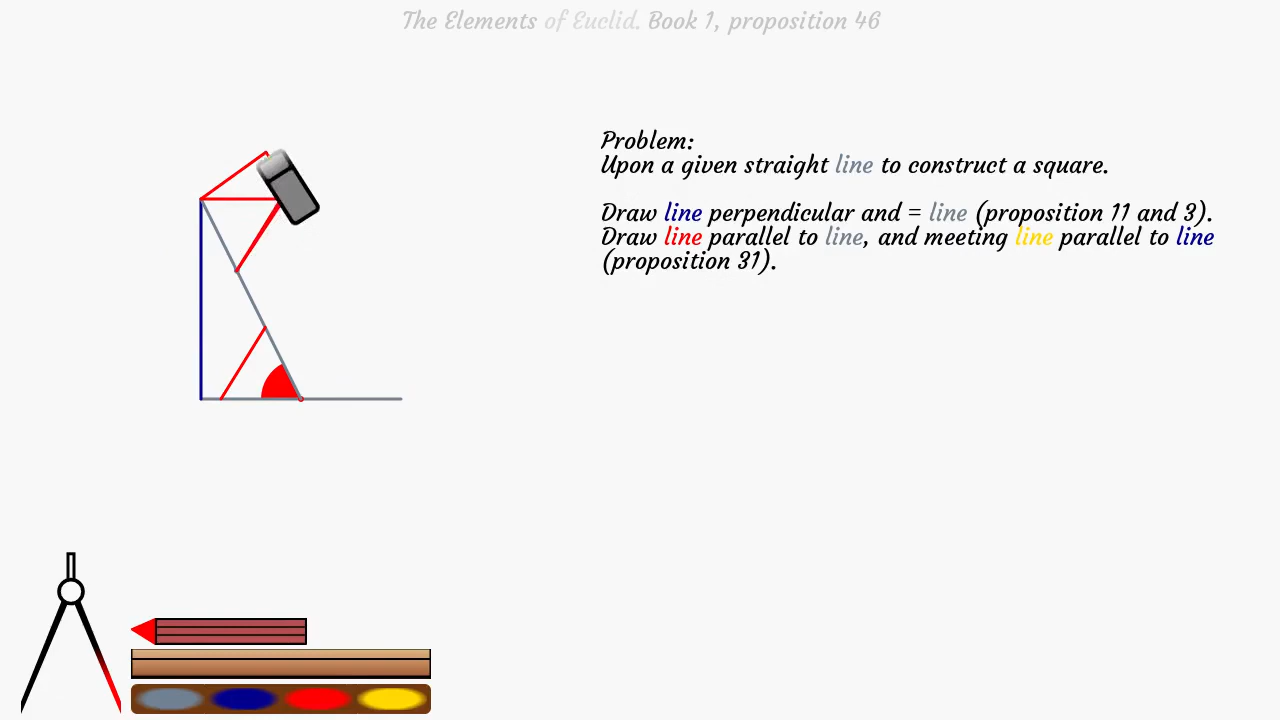 The Elements of Euclid. Book 1, proposition 46
Problem:
Upon a given straight line to construct a square.
Draw line perpendicular and = line (proposition 11 and 3).
Draw line parallel to line, and meeting line parallel to line
(proposition 31).